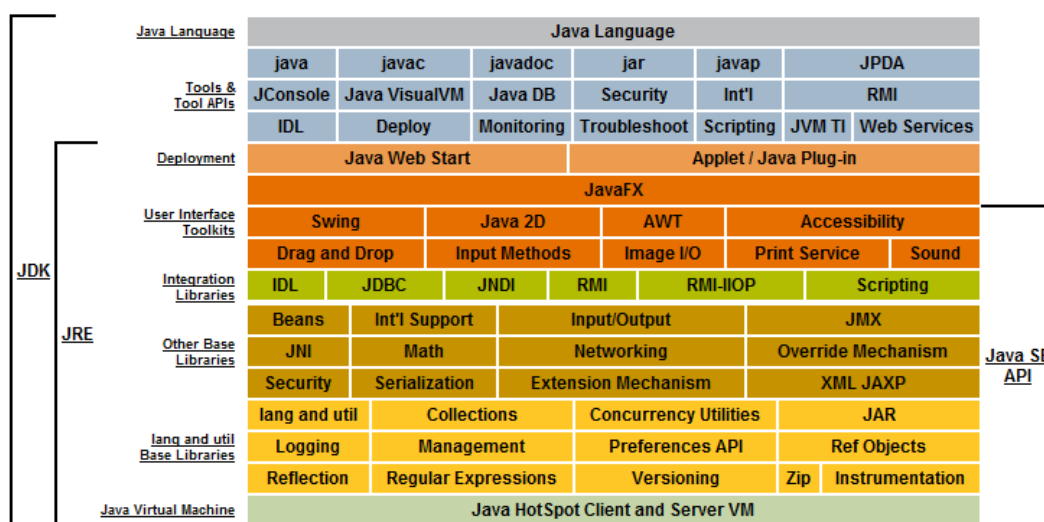 Java Language Java Language
java javac javadoc jar javap JPDA
Tools &
Tool APIs
JConsole Java VisualVM Java DB Security Int'l RMI
IDL Deploy Monitoring Troubleshoot Scripting JVM TI Web Services
Deployment Java Web Start Applet / Java Plug-in
JavaFX
User Interface
Toolkits
Swing Java 2D AWT Accessibility
Drag and Drop Input Methods Image I/O Print Service Sound
JDK
Integration
Libraries
IDL JDBC JNDI RMI RMI-IIOP Scripting
JRE
Beans Int'l Support Input/Output JMX
Other Base
Libraries
JNI Math Networking Override Mechanism
Java SE
API
Security Serialization Extension Mechanism XML JAXP
lang and util Collections Concurrency Utilities JAR
lang and util
Base Libraries
Logging Management Preferences API Ref Objects
Reflection Regular Expressions Versioning Zip Instrumentation
Java Virtual Machine Java HotSpot Client and Server VM